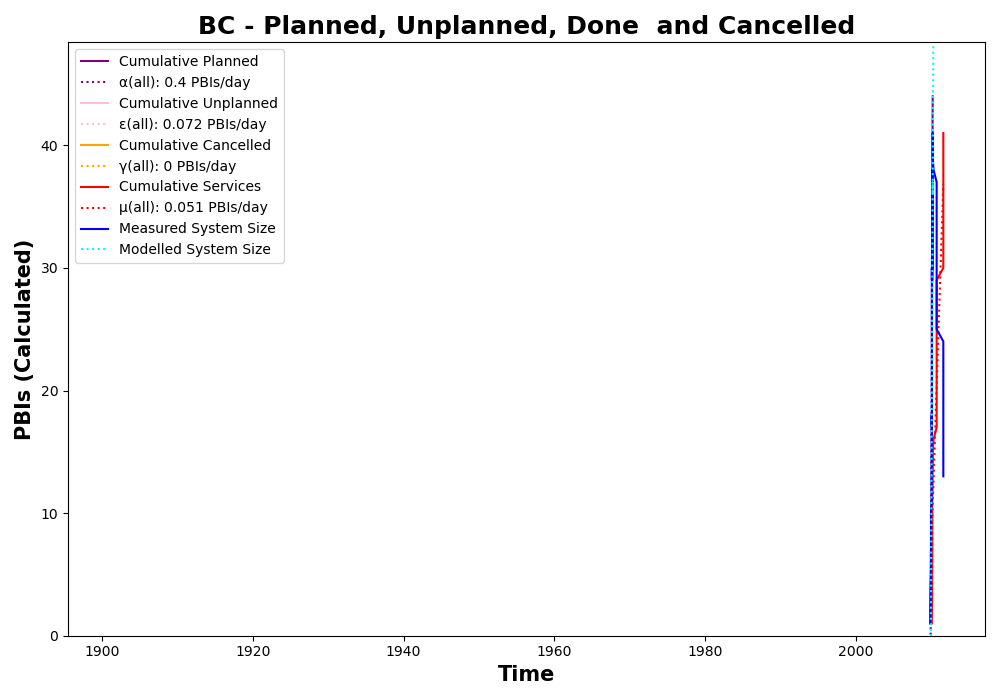 BC - Planned, Unplanned, Done  and Cancelled
Cumulative Planned
α(all): 0.4 PBIs/day
Cumulative Unplanned
ε(all): 0.072 PBIs/day
Cumulative Cancelled
γ(all): 0 PBIs/day
Cumulative Services
μ(all): 0.051 PBIs/day
Measured System Size
Modelled System Size
PBIs (Calculated)
40
30
20
10
0
1900 1920 1940 1960 1980 2000
Time